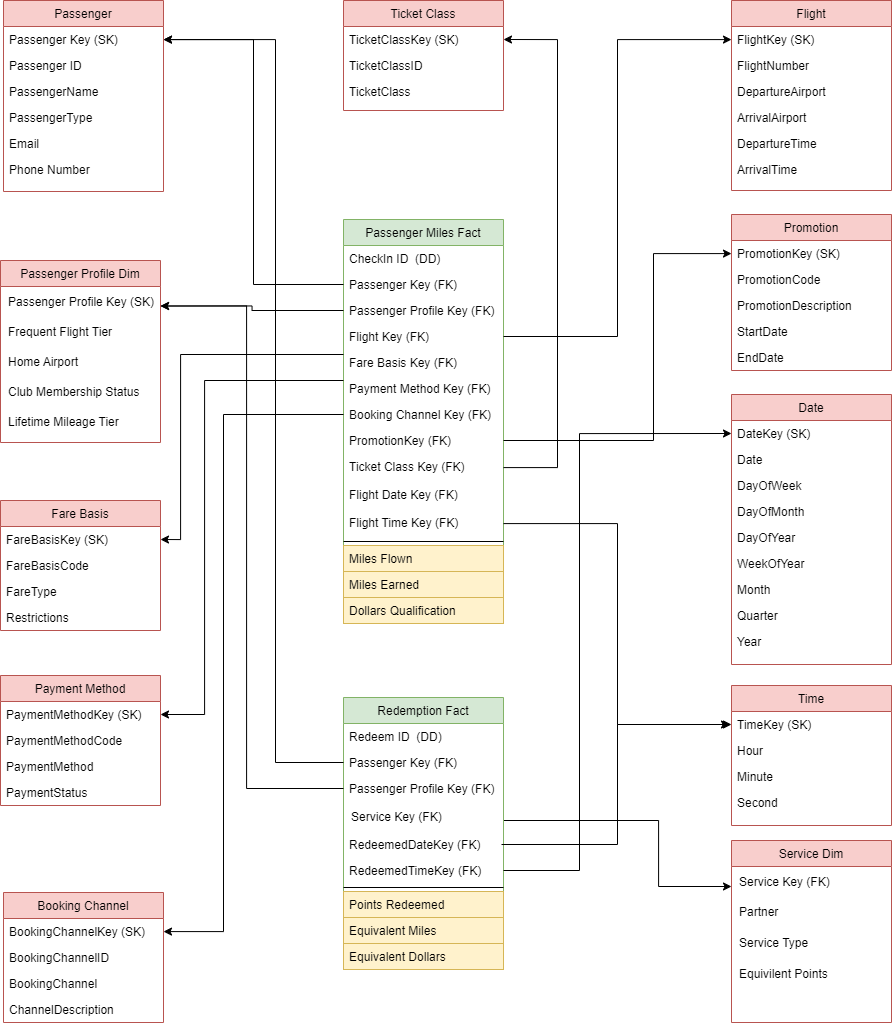 Passenger
Passenger Key (SK)
Passenger ID
PassengerName
PassengerType
Email
Phone Number
Ticket Class
TicketClassKey (SK)
TicketClassID
TicketClass
Flight
FlightKey (SK)
FlightNumber
DepartureAirport
ArrivalAirport
DepartureTime
ArrivalTime
Passenger Profile Dim
Passenger Profile Key (SK)
Frequent Flight Tier
Home Airport
Club Membership Status
Lifetime Mileage Tier
Passenger Miles Fact
CheckIn ID (DD)
Passenger Key (FK)
Passenger Profile Key (FK)
Flight Key (FK)
Fare Basis Key (FK)
Payment Method Key (FK)
Booking Channel Key (FK)
PromotionKey (FK)
Ticket Class Key (FK)
Flight Date Key (FK)
Flight Time Key (FK)
Miles Flown
Miles Earned
Dollars Qualification
Promotion
PromotionKey (SK)
PromotionCode
PromotionDescription
StartDate
EndDate
Date
DateKey (SK)
Date
DayOfWeek
DayOfMonth
DayOfYear
WeekOfYear
Month
Quarter
Year
Fare Basis
FareBasisKey (SK)
FareBasisCode
FareType
Restrictions
Payment Method
PaymentMethodKey (SK)
PaymentMethodCode
PaymentMethod
PaymentStatus
Redemption Fact
Redeem ID (DD)
Passenger Key (FK)
Passenger Profile Key (FK)
Service Key (FK)
RedeemedDateKey (FK)
RedeemedTimeKey (FK)
Points Redeemed
Equivalent Miles
Equivalent Dollars
Time
TimeKey (SK)
Hour
Minute
Second
Booking Channel
BookingChannelKey (SK)
BookingChannelID
BookingChannel
ChannelDescription
Service Dim
Service Key (FK)
Partner
Service Type
Equivilent Points